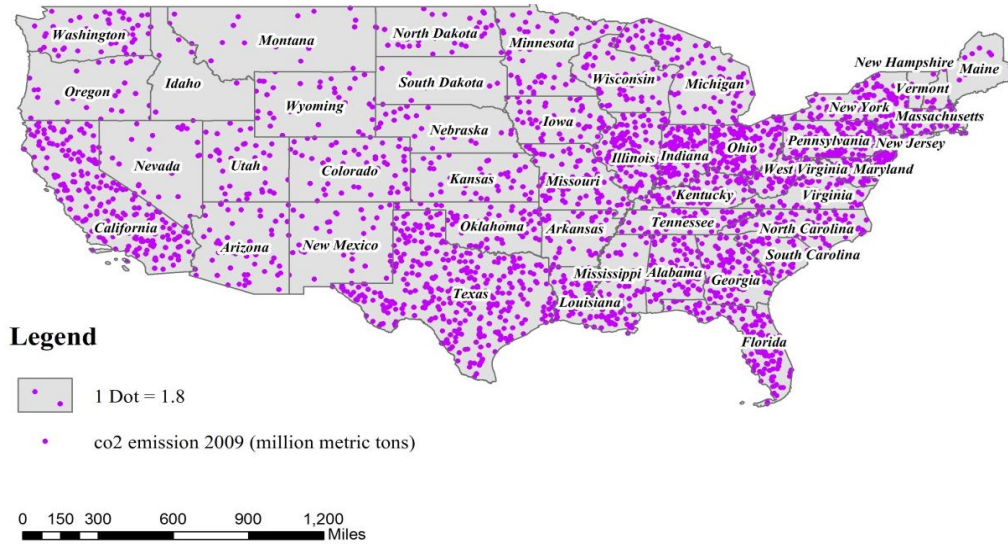 Washington
Montana
North Dakota
Minnesota
Maine
New Hampshire
Vermont
Oregon
Idaho
South Dakota
Wisconsin
Michigan
Wyoming
New York
Massachusetts
Nebraska
Iowa
Pennsylvania
New Jersey
Nevada
Utah
Colorado
Kansas
Missouri
Illinois
Indiana
Ohio
West Virginia
Maryland
Kentucky
Virginia
California
Arizona
New Mexico
Oklahoma
Arkansas
Tennessee
North Carolina
South Carolina
Texas
Louisiana
Mississippi
Alabama
Georgia
Florida
Legend
1 Dot = 1.8
co2 emission 2009 (million metric tons)
0 150 300 600 900 1,200
Miles